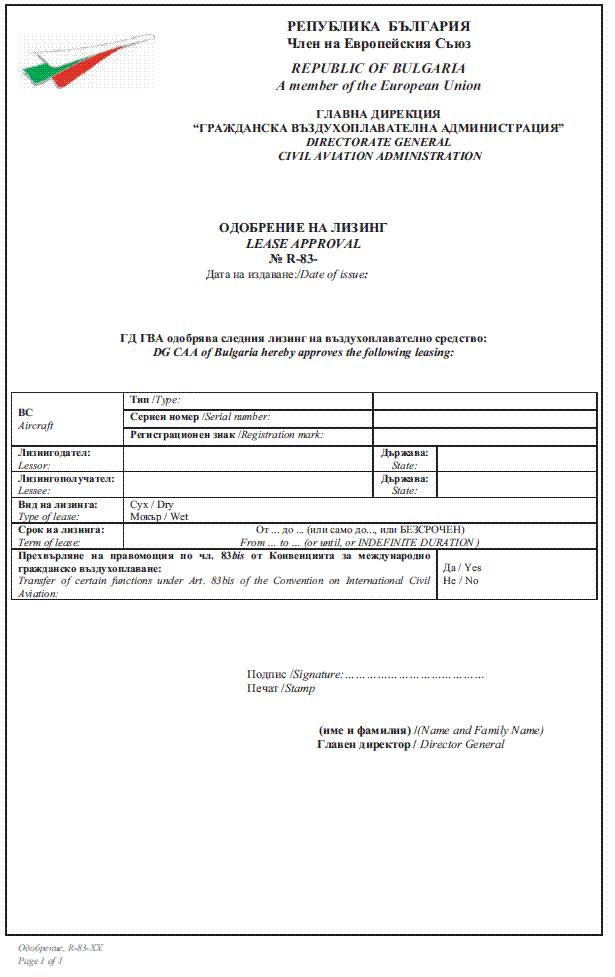 РЕПУБЛИКА БЪЛГАРИЯ
Член на Европейския Съюз
REPUBLIC OF BULGARIA
A member of the European Union
ГЛАВНА ДИРЕКЦИЯ
“ГРАЖДАНСКА ВЪЗДУХОПЛАВАТЕЛНА АДМИНИСТРАЦИЯ”
DIRECTORATE GENERAL
CIVIL AVIATION ADMINISTRATION
ОДОБРЕНИЕ НА ЛИЗИНГ
LEASE APPROVAL
№ R-83-
Дата на издаване:/Date of issue:
ГД ГВА одобрява следния лизинг на въздухоплавателно средство:
DG CAA of Bulgaria hereby approves the following leasing:
ВС
Aircraft
Тип /Type:
Сериен номер /Serial number:
Регистрационен знак /Registration mark:
Лизингодател:
Lessor:
Държава:
State:
Лизингополучател:
Lessee:
Държава:
State:
Вид на лизинга:
Type of lease:
Сух / Dry
Мокър / Wet
Срок на лизинга:
Term of lease:
От ... до ... (или само до..., или БЕЗСРОЧЕН)
From ... to ... (or until, or INDEFINITE DURATION )
Прехвърляне на правомощия по чл. 83bis от Конвенцията за международно
гражданско въздухоплаване:
Transfer of certain functions under Art. 83bis of the Convention on International Civil
Aviation:
Да / Yes
Не / No
Подпис /Signature:…………………………………
Печат /Stamp
(име и фамилия) /(Name and Family Name)
Главен директор / Director General
Одобрение, R-83-XX
Page 1 of 1